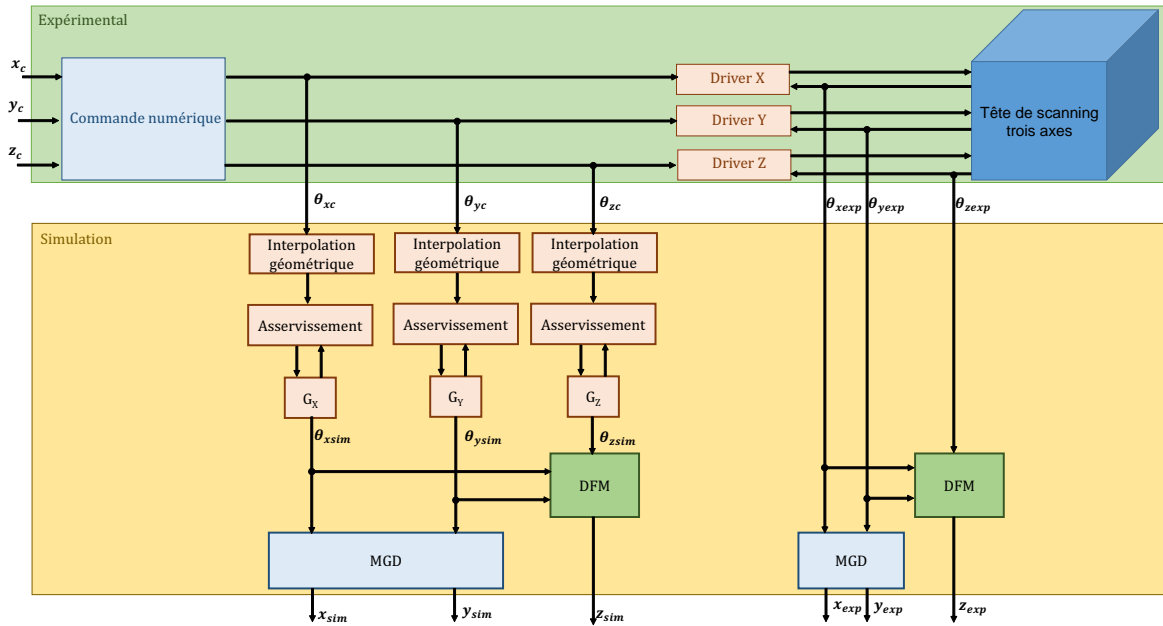 Expérimental
x_c
y_c
z_c
Commande numérique
Driver X
Driver Y
Driver Z
Tête de scanning
trois axes
θ_xc
θ_yc
θ_zc
θ_xexp
θ_yexp
θ_zexp
Simulation
Interpolation
géométrique
Interpolation
géométrique
Interpolation
géométrique
Asservissement
Asservissement
Asservissement
G_X
G_Y
G_Z
θ_xsim
θ_ysim
θ_zsim
DFM
DFM
MGD
MGD
x_sim
y_sim
z_sim
x_exp
y_exp
z_exp